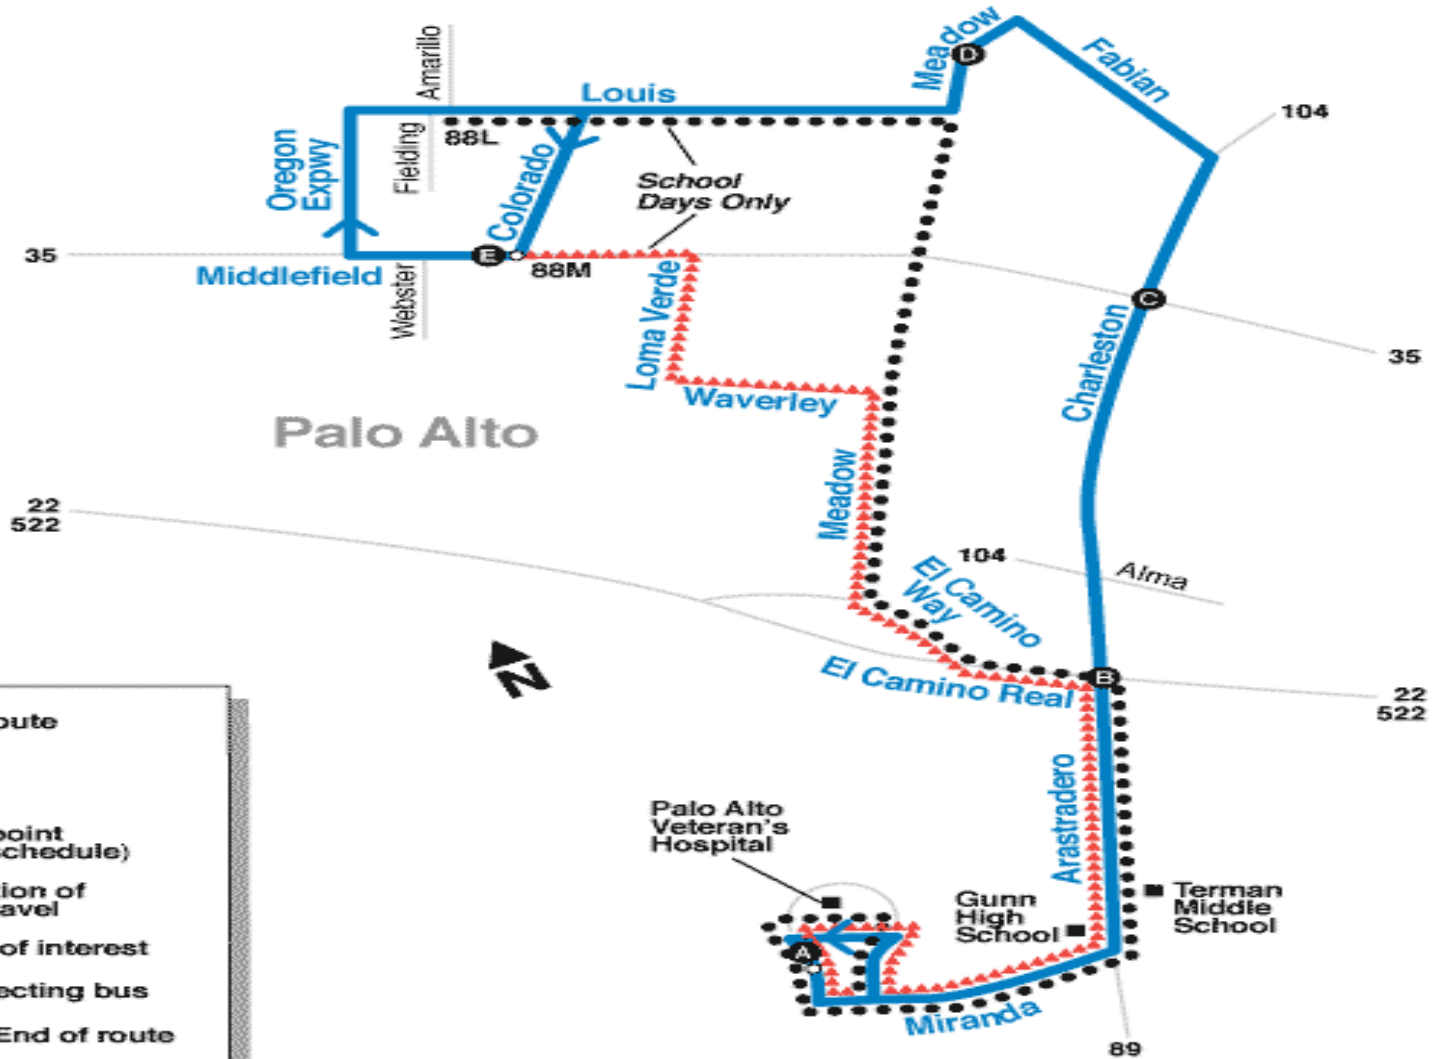 Meadow
D
Fabian
104
Amarillo
Louis
Oregon
Expwy
Fielding
88L
Colorado
School
Days Only
35
E
88M
Middlefield
Webster
Loma Verde
C
35
Waverley
Charleston
Palo Alto
Meadow
22
522
104
Alma
El Camino
Way
N
El Camino Real
B
22
522
oute
Arastradero
Palo Alto
Veteran's
Hospital
point
schedule)
tion of
avel
Gunn
High
School
Terman
Middle
School
of interest
A
ecting bus
Miranda
End of route
89